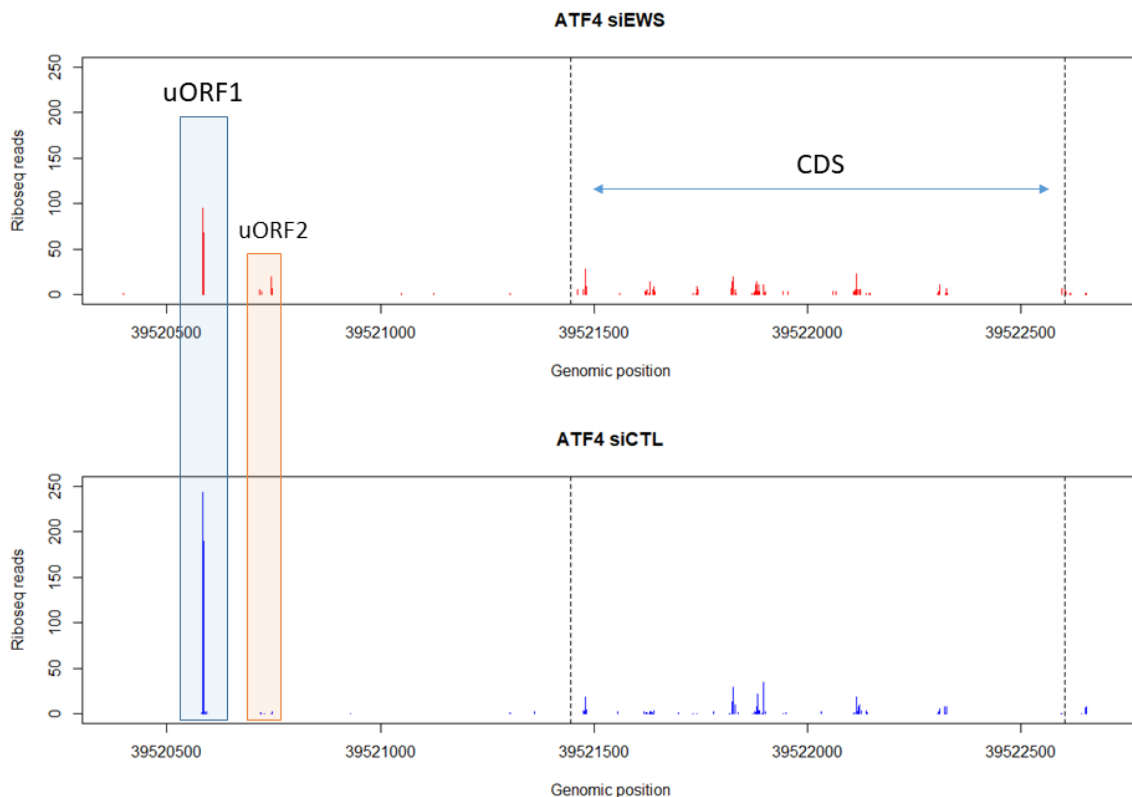 ATF4 siEWS
250
200
150
100
50
0
Riboseq reads
uORF1
uORF2
CDS
39520500 39521000 39521500 39522000 39522500
Genomic position
ATF4 siCTL
250
200
150
100
50
0
Riboseq reads
39520500 39521000 39521500 39522000 39522500
Genomic position